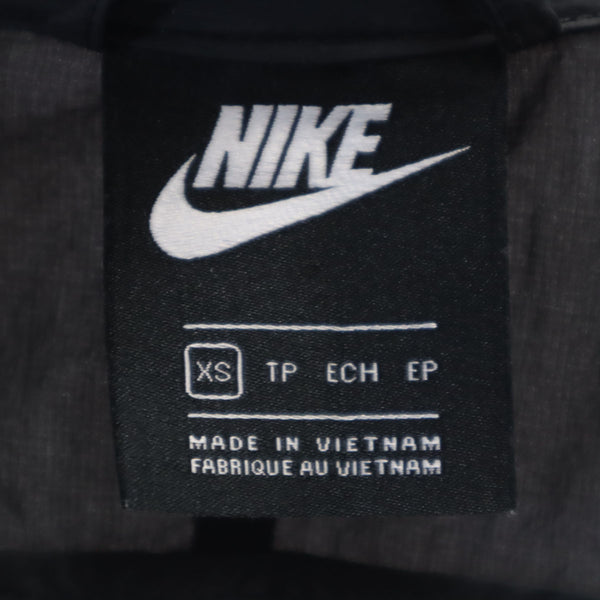 NIKE
XS TP ECH EP
MADE IN VIETNAM
FABRIQUE AU VIETNAM